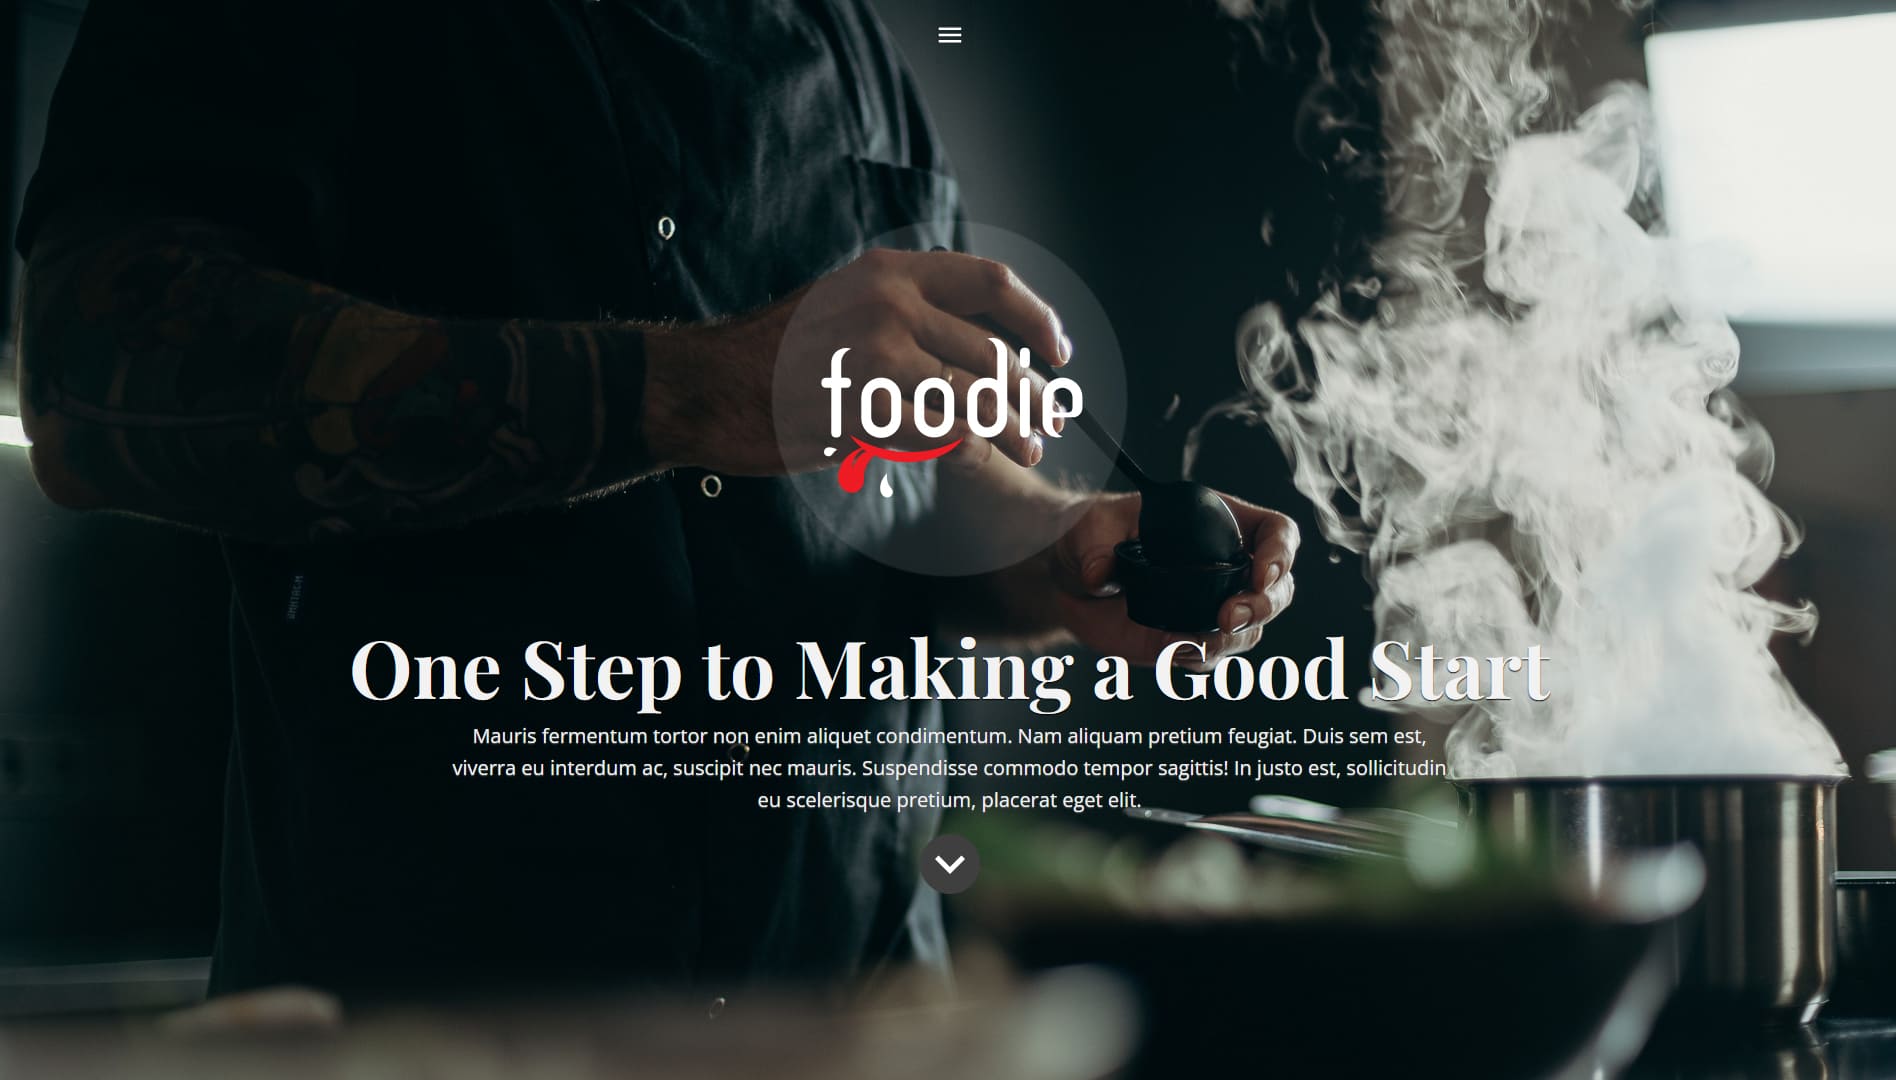 foodie
One Step to Making a Good Start
Mauris fermentum tortor non enim aliquet condimentum. Nam aliquam pretium feugiat. Duis sem est,
viverra eu interdum ac, suscipit nec mauris. Suspendisse commodo tempor sagittis! In justo est, sollicitudin
eu scelerisque pretium, placerat eget elit.